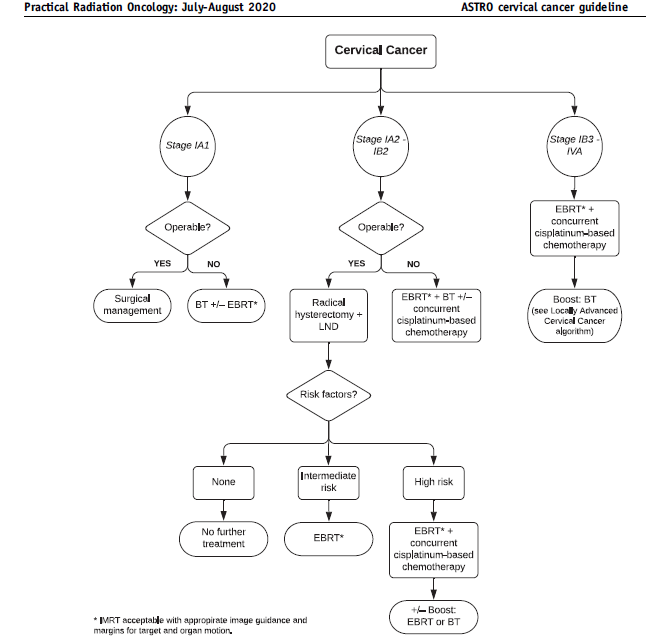 Practical Radiation Oncology: July-August 2020
ASTRO cervical cancer guideline
Cervical Cancer
Stage IA1
Stage IA2 -
IB2
Stage IB3 -
IVA
Operable?
YES
NO
Surgical
management
BT +/- EBRT*
Operable?
YES
NO
Radical
hysterectomy +
LND
EBRT* + BT +/-
concurrent
cisplatinum-based
chemotherapy
EBRT* +
concurrent
cisplatinum-based
chemotherapy
Boost: BT
(see Locally Advanced
Cervical Cancer
algorithm)
Risk factors?
None
Intermediate
risk
High risk
No further
treatment
EBRT*
EBRT* +
concurrent
cisplatinum-based
chemotherapy
+/- Boost:
EBRT or BT
* IMRT acceptable with appropirate image guidance and
margins for target and organ motion.